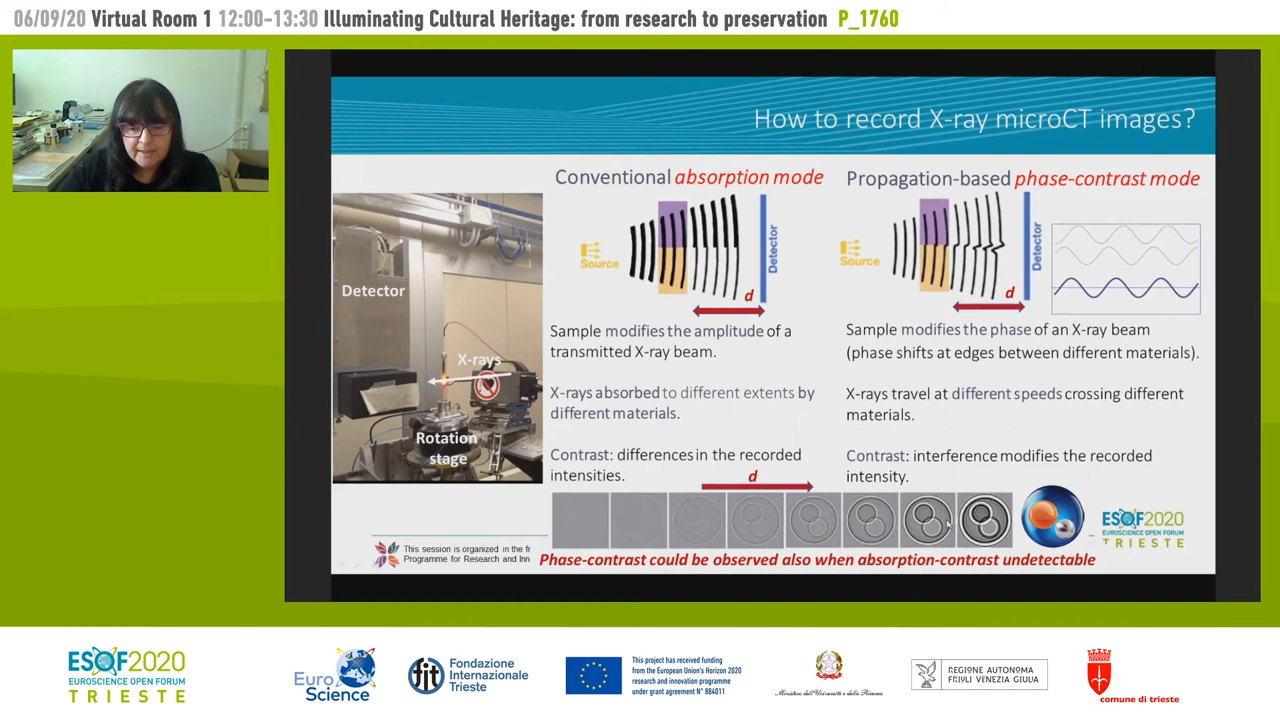 06/09/20 Virtual Room 1 12:00-13:30 Illuminating Cultural Heritage: from research to preservation P_1760
How to record X-ray microCT images?
Detector
X-rays
Rotation
stage
Conventional absorption mode
Source
Detector
d
Sample modifies the amplitude of a
transmitted X-ray beam.
X-rays absorbed to different extents by
different materials.
Contrast: differences in the recorded
intensities.
Propagation-based phase-contrast mode
Source
Detector
d
Sample modifies the phase of an X-ray beam
(phase shifts at edges between different materials).
X-rays travel at different speeds crossing different
materials.
Contrast: interference modifies the recorded
intensity.
d
Phase-contrast could be observed also when absorption-contrast undetectable
This session is organized in the fr
Programme for Research and Inn
ESOF2020
EUROSCIENCE OPEN FORUM
TRIESTE
ESOF2020
EUROSCIENCE OPEN FORUM
TRIESTE
Euro
Science
fit
Fondazione
Internazionale
Trieste
This project has received funding
from the European Union's Horizon 2020
research and innovation programme
under grant agreement N° 884011
Ministero dell'Università e della Ricerca
REGIONE AUTONOMA
FRIULI VENEZIA GIULIA
comune di trieste